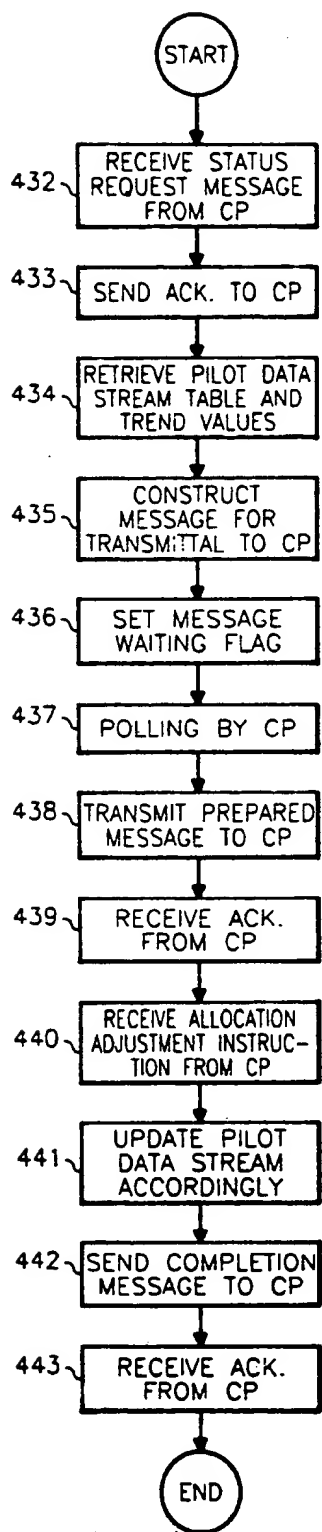 START
432
RECEIVE STATUS
REQUEST MESSAGE
FROM CP
433
SEND ACK. TO CP
434
RETRIEVE PILOT DATA
STREAM TABLE AND
TREND VALUES
435
CONSTRUCT
MESSAGE FOR
TRANSMITTAL TO CP
436
SET MESSAGE
WAITING FLAG
437
POLLING BY CP
438
TRANSMIT PREPARED
MESSAGE TO CP
439
RECEIVE ACK.
FROM CP
440
RECEIVE ALLOCATION
ADJUSTMENT INSTRUC-
TION FROM CP
441
UPDATE PILOT
DATA STREAM
ACCORDINGLY
442
SEND COMPLETION
MESSAGE TO CP
443
RECEIVE ACK.
FROM CP
END